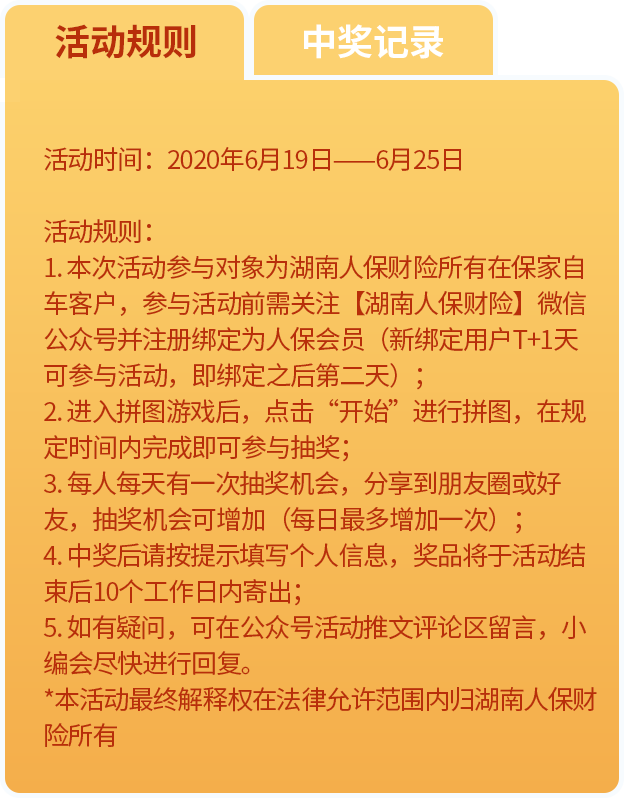 活动规则
中奖记录
活动时间：2020年6月19日——6月25日
活动规则：
1. 本次活动参与对象为湖南人保财险所有在保家自
车客户，参与活动前需关注【湖南人保财险】微信
公众号并注册绑定为人保会员（新绑定用户T+1天
可参与活动，即绑定之后第二天）；
2. 进入拼图游戏后，点击“开始”进行拼图，在规
定时间内完成即可参与抽奖；
3. 每人每天有一次抽奖机会，分享到朋友圈或好
友，抽奖机会可增加（每日最多增加一次）；
4. 中奖后请按提示填写个人信息，奖品将于活动结
束后10个工作日内寄出；
5. 如有疑问，可在公众号活动推文评论区留言，小
编会尽快进行回复。
*本活动最终解释权在法律允许范围内归湖南人保财
险所有